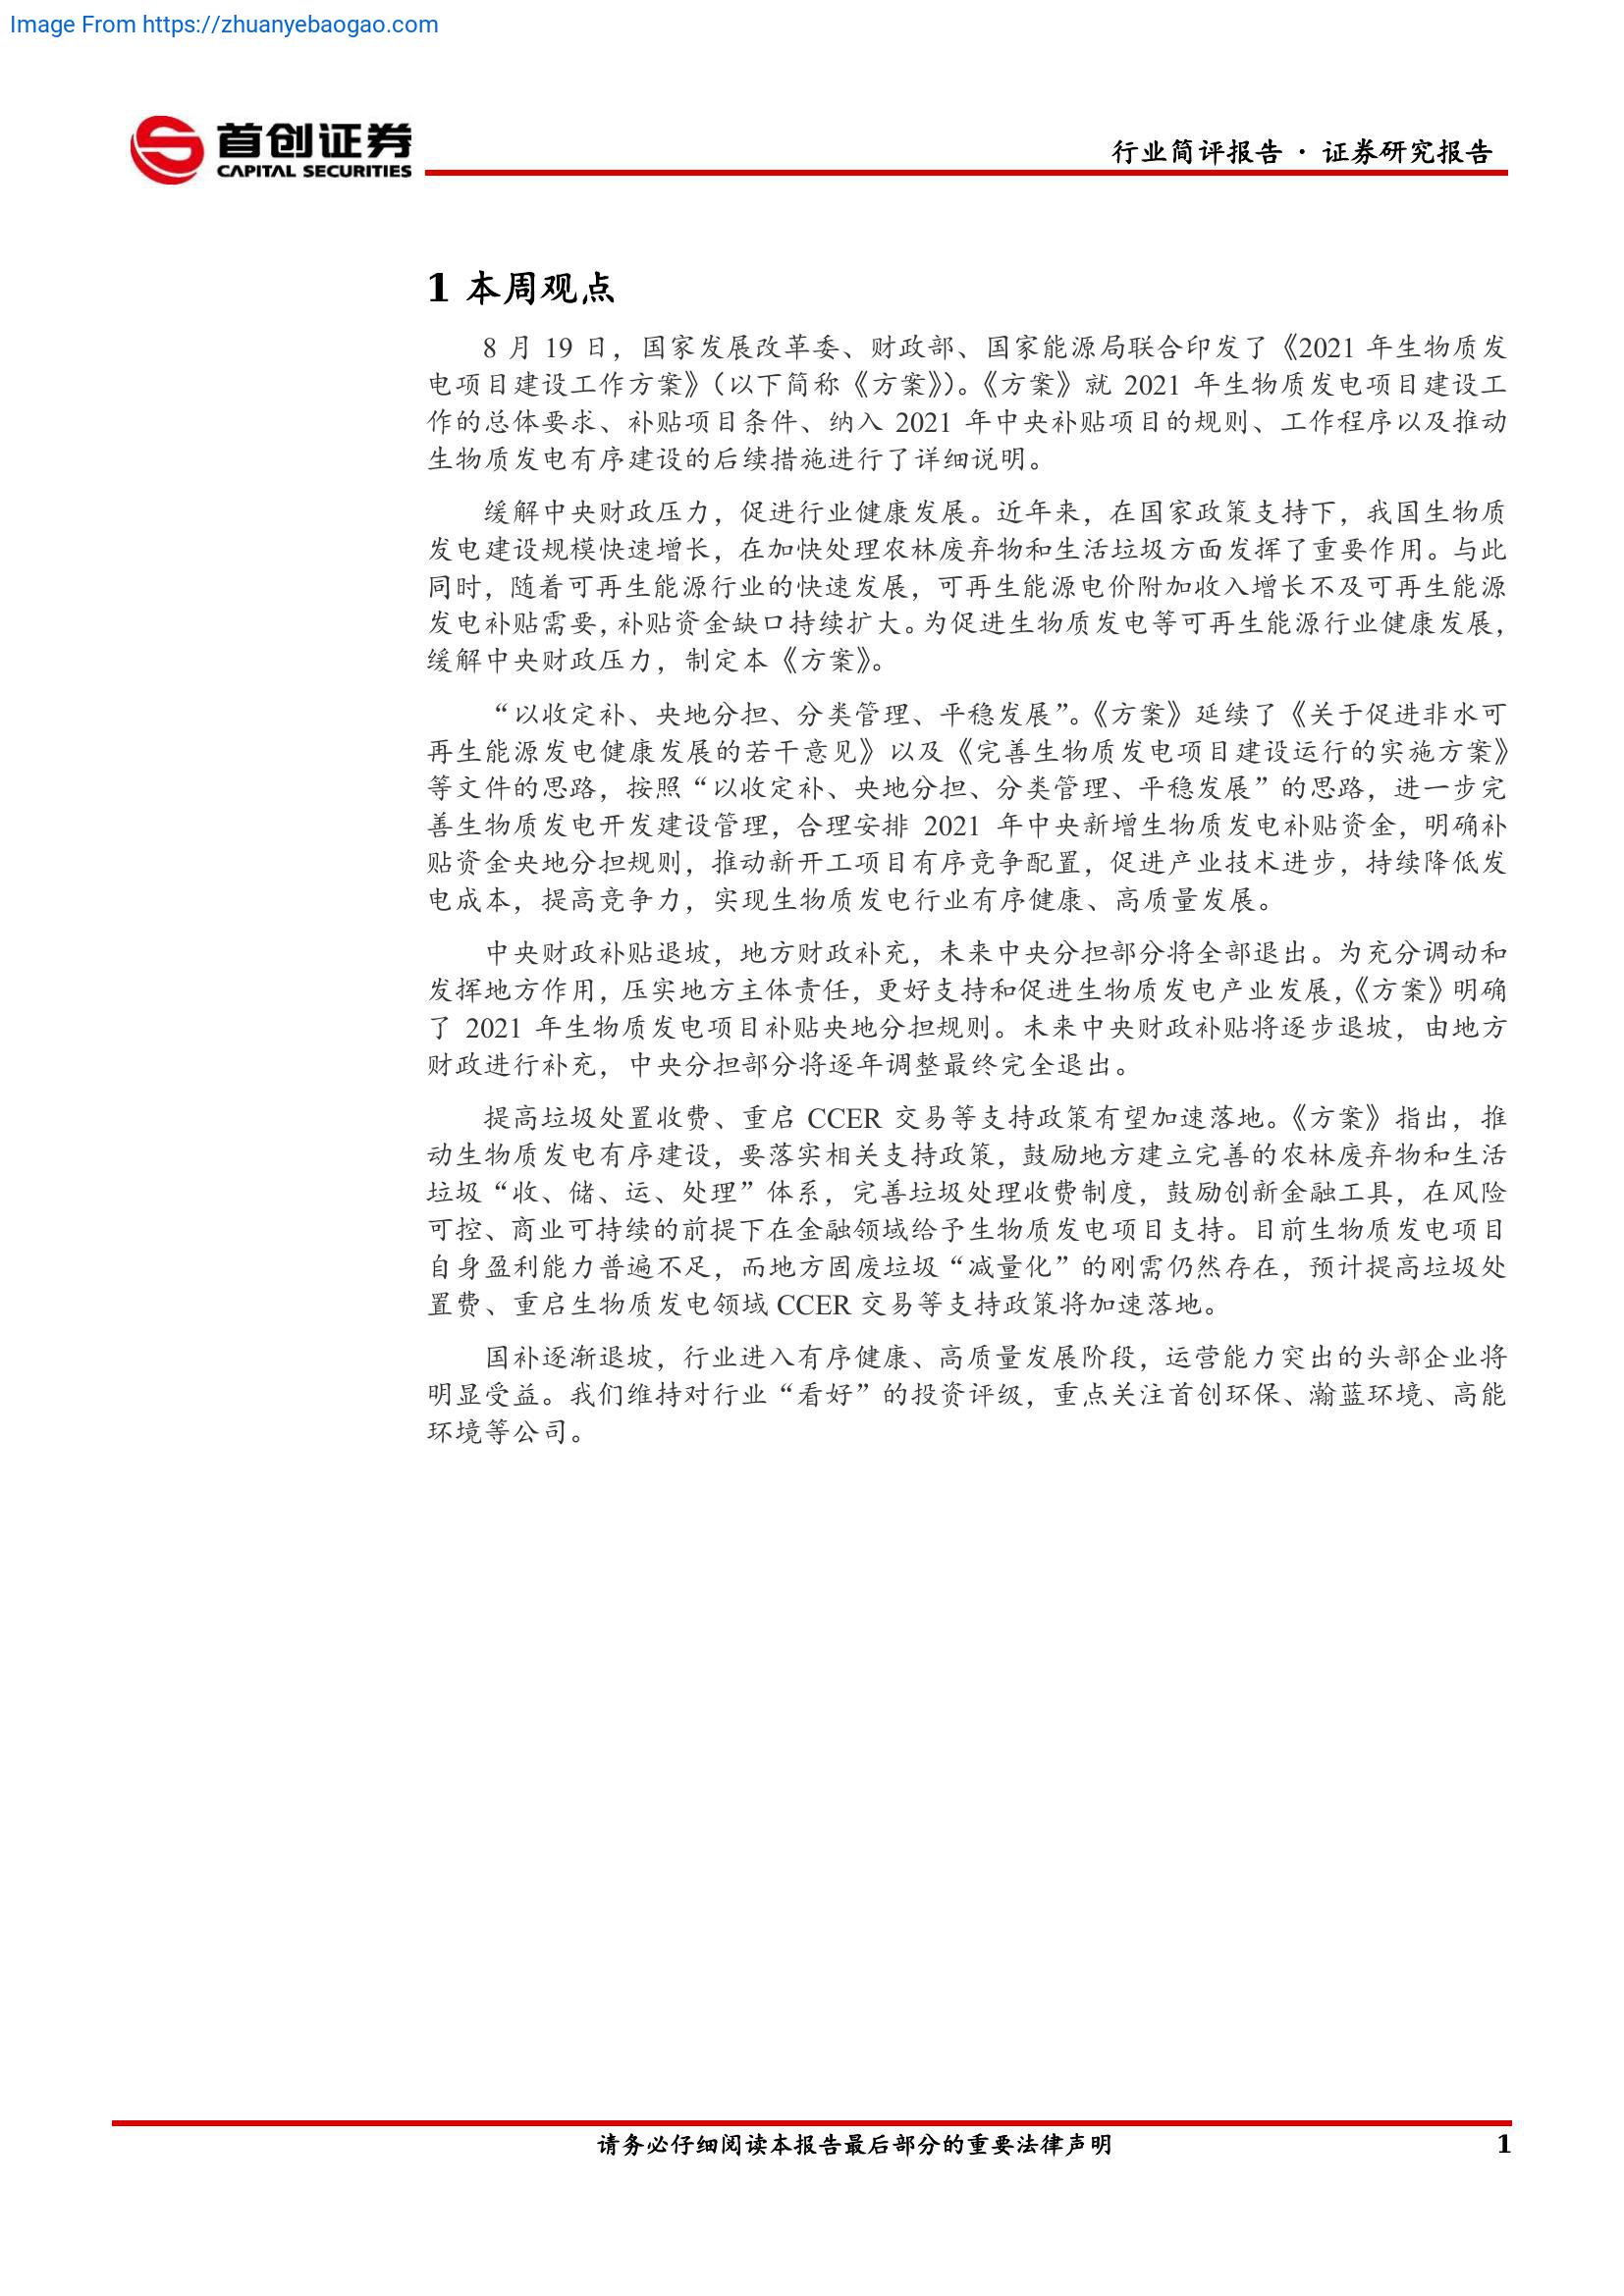 Image From https://zhuanyebaogao.com
首创证券
CAPITAL SECURITIES
行业简评报告 · 证券研究报告
1 本周观点
8 月 19 日，国家发展改革委、财政部、国家能源局联合印发了《2021 年生物质发
电项目建设工作方案》（以下简称《方案》）。《方案》就 2021 年生物质发电项目建设工
作的总体要求、补贴项目条件、纳入 2021 年中央补贴项目的规则、工作程序以及推动
生物质发电有序建设的后续措施进行了详细说明。
缓解中央财政压力，促进行业健康发展。近年来，在国家政策支持下，我国生物质
发电建设规模快速增长，在加快处理农林废弃物和生活垃圾方面发挥了重要作用。与此
同时，随着可再生能源行业的快速发展，可再生能源电价附加收入增长不及可再生能源
发电补贴需要，补贴资金缺口持续扩大。为促进生物质发电等可再生能源行业健康发展，
缓解中央财政压力，制定本《方案》。
“以收定补、央地分担、分类管理、平稳发展”。《方案》延续了《关于促进非水可
再生能源发电健康发展的若干意见》以及《完善生物质发电项目建设运行的实施方案》
等文件的思路，按照“以收定补、央地分担、分类管理、平稳发展”的思路，进一步完
善生物质发电开发建设管理，合理安排 2021 年中央新增生物质发电补贴资金，明确补
贴资金央地分担规则，推动新开工项目有序竞争配置，促进产业技术进步，持续降低发
电成本，提高竞争力，实现生物质发电行业有序健康、高质量发展。
中央财政补贴退坡，地方财政补充，未来中央分担部分将全部退出。为充分调动和
发挥地方作用，压实地方主体责任，更好支持和促进生物质发电产业发展，《方案》明确
了 2021 年生物质发电项目补贴央地分担规则。未来中央财政补贴将逐步退坡，由地方
财政进行补充，中央分担部分将逐年调整最终完全退出。
提高垃圾处置收费、重启 CCER 交易等支持政策有望加速落地。《方案》指出，推
动生物质发电有序建设，要落实相关支持政策，鼓励地方建立完善的农林废弃物和生活
垃圾“收、储、运、处理”体系，完善垃圾处理收费制度，鼓励创新金融工具，在风险
可控、商业可持续的前提下在金融领域给予生物质发电项目支持。目前生物质发电项目
自身盈利能力普遍不足，而地方固废垃圾“减量化”的刚需仍然存在，预计提高垃圾处
置费、重启生物质发电领域 CCER 交易等支持政策将加速落地。
国补逐渐退坡，行业进入有序健康、高质量发展阶段，运营能力突出的头部企业将
明显受益。我们维持对行业“看好”的投资评级，重点关注首创环保、瀚蓝环境、高能
环境等公司。
请务必仔细阅读本报告最后部分的重要法律声明
1